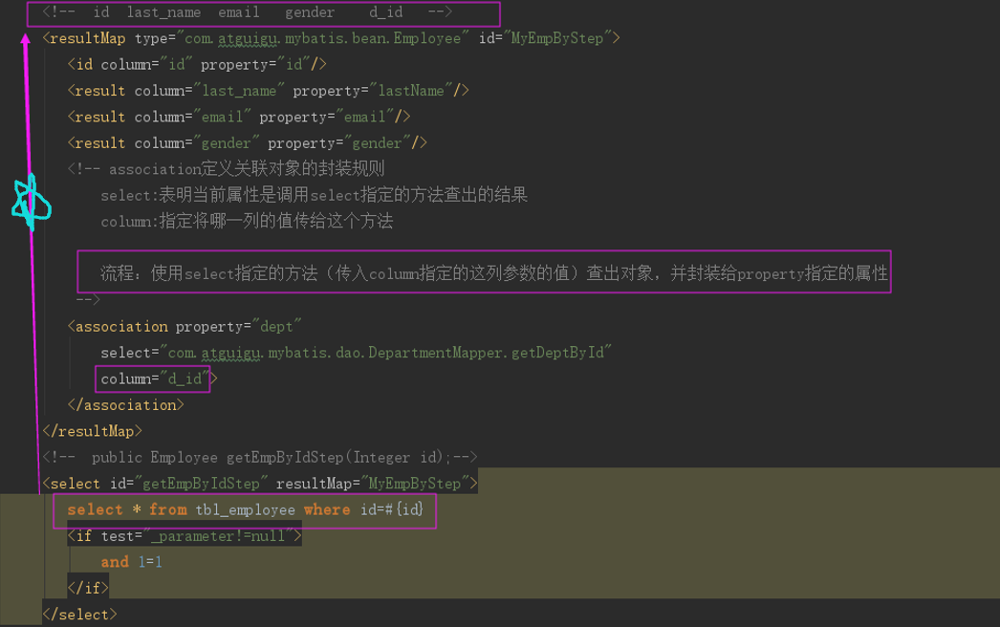 <!--  id  last_name  email   gender    d_id   -->
<resultMap type="com.atguigu.mybatis.bean.Employee" id="MyEmpByStep">
<id column="id" property="id"/>
<result column="last_name" property="lastName"/>
<result column="email" property="email"/>
<result column="gender" property="gender"/>
<!-- association定义关联对象的封装规则
select:表明当前属性是调用select指定的方法查出的结果
column:指定将哪一列的值传给这个方法
流程：使用select指定的方法（传入column指定的这列参数的值）查出对象，并封装给property指定的属性
-->
<association property="dept"
select="com.atguigu.mybatis.dao.DepartmentMapper.getDeptById"
column="d_id">
</association>
</resultMap>
<!--  public Employee getEmpByIdStep(Integer id);-->
<select id="getEmpByIdStep" resultMap="MyEmpByStep">
select * from tbl_employee where id=#{id}
<if test="_parameter!=null">
and 1=1
</if>
</select>